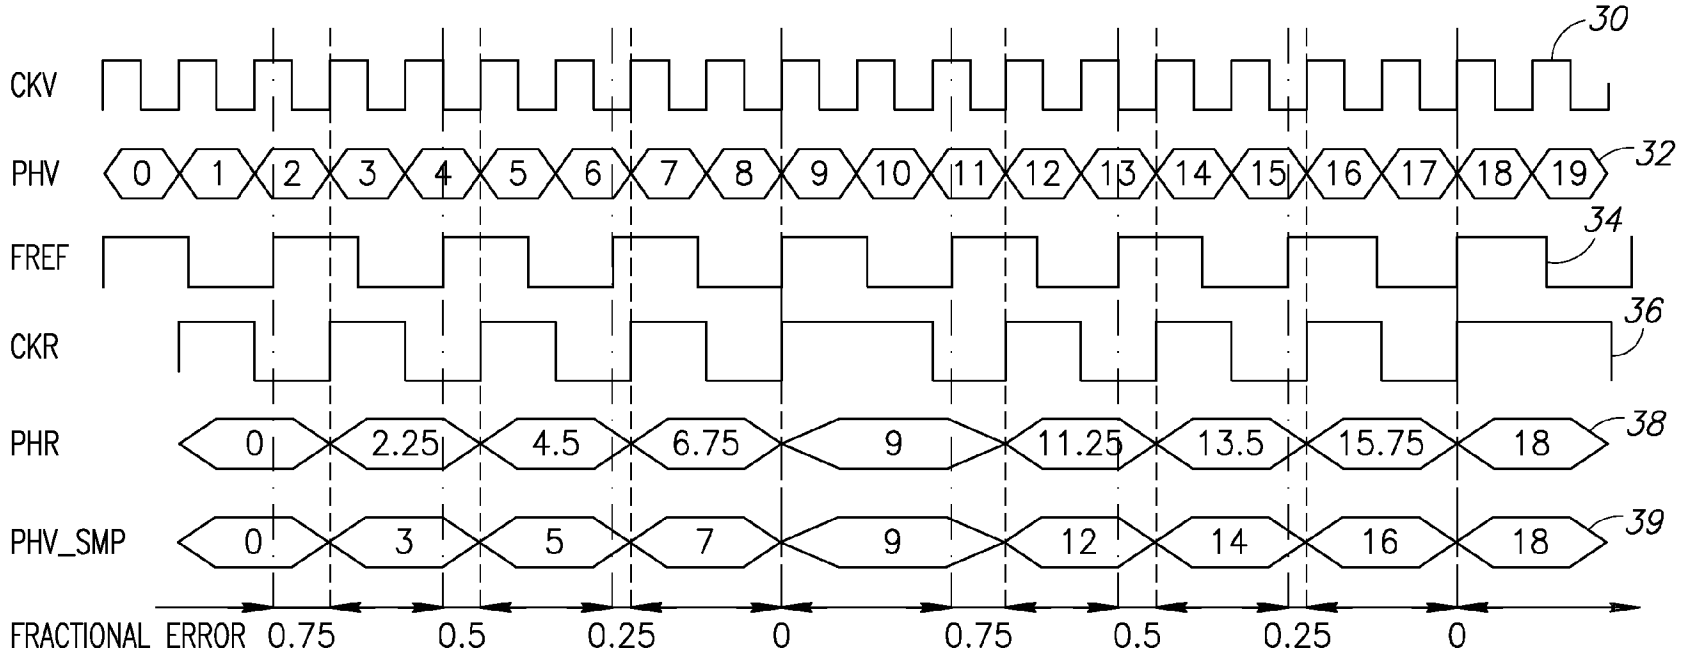 30
CKV
PHV 0 1 2 3 4 5 6 7 8 9 10 11 12 13 14 15 16 17 18 19 32
34
FREF
36
CKR
PHR 0 2.25 4.5 6.75 9 11.25 13.5 15.75 18 38
PHV_SMP 0 3 5 7 9 12 14 16 18 39
FRACTIONAL ERROR 0.75 0.5 0.25 0 0.75 0.5 0.25 0